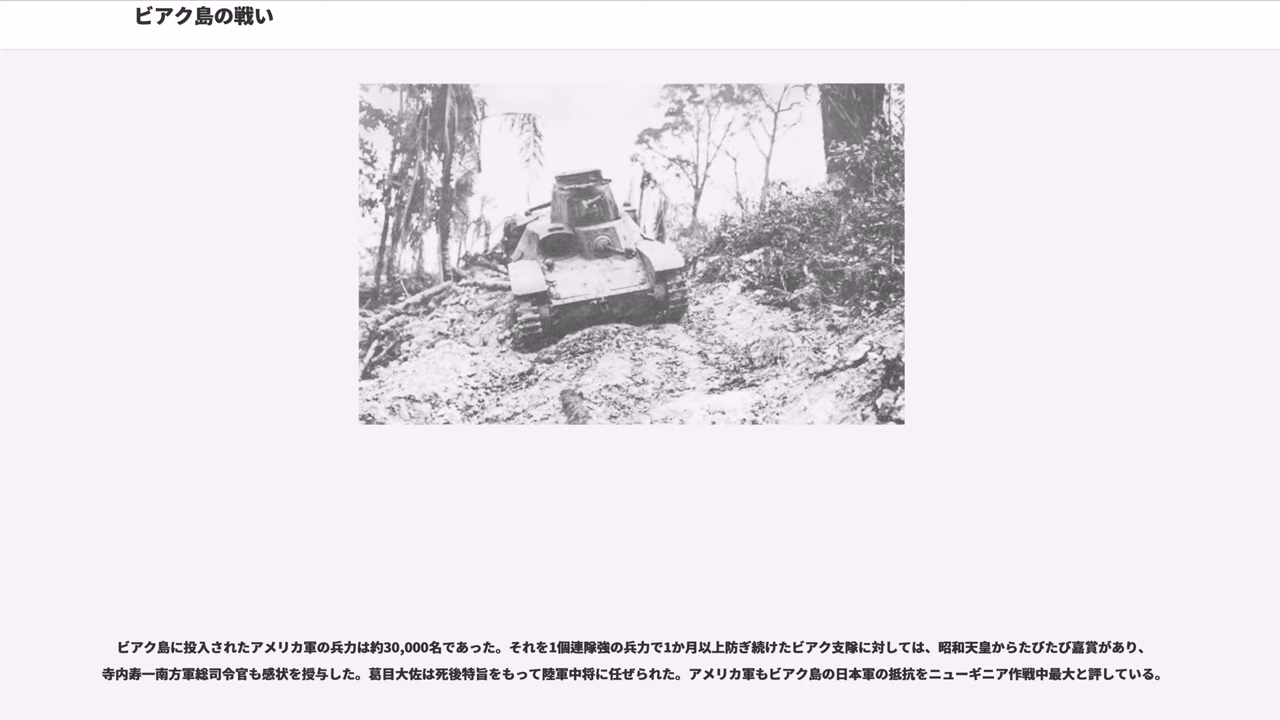 ビアク島の戦い
ビアク島に投入されたアメリカ軍の兵力は約30,000名であった。それを1個連隊強の兵力で1か月以上防ぎ続けたビアク支隊に対しては、昭和天皇からたびたび嘉賞があり、
寺内寿一南方軍総司令官も感状を授与した。葛目大佐は死後特旨をもって陸軍中将に任ぜられた。アメリカ軍もビアク島の日本軍の抵抗をニューギニア作戦中最大と評している。